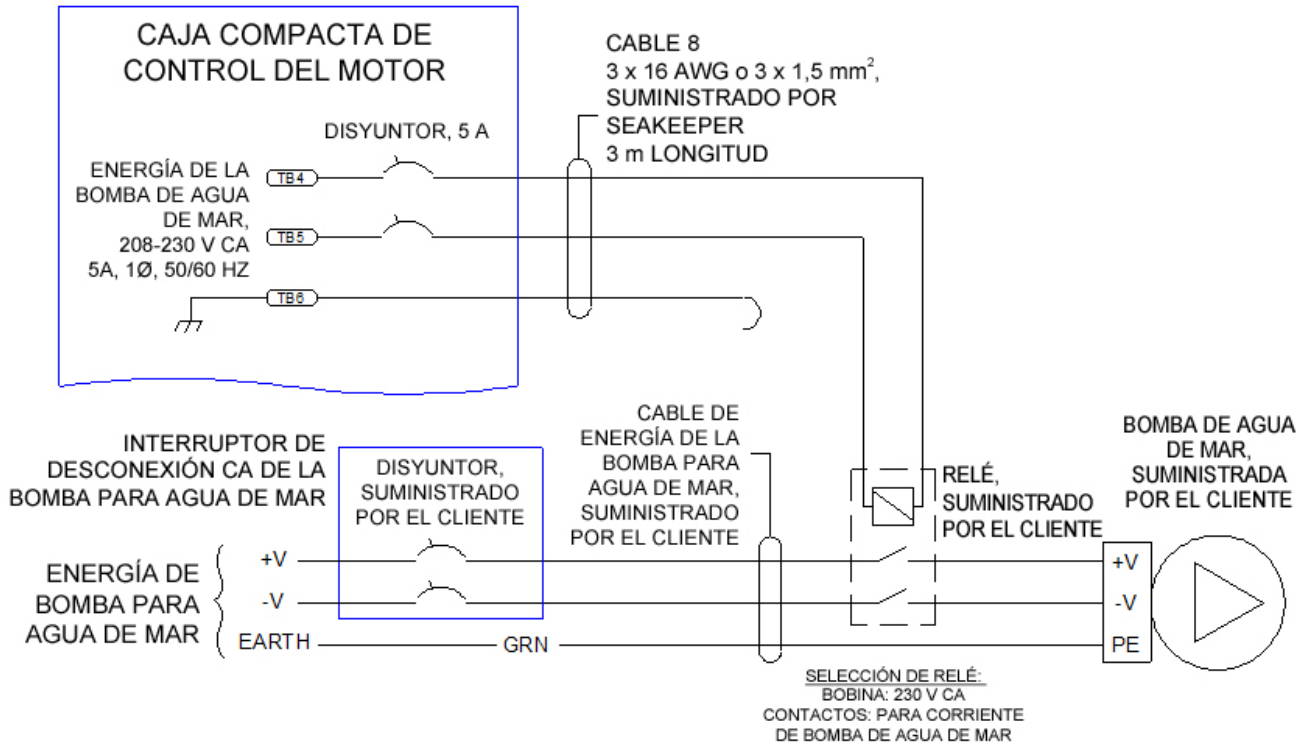 CAJA COMPACTA DE
CONTROL DEL MOTOR
DISYUNTOR, 5 A
ENERGÍA DE LA
BOMBA DE AGUA
DE MAR,
208-230 V CA
5A, 1Ø, 50/60 HZ
TB4
TB5
TB6
CABLE 8
3 x 16 AWG o 3 x 1,5 mm²,
SUMINISTRADO POR
SEAKEEPER
3 m LONGITUD
INTERRUPTOR DE
DESCONEXIÓN CA DE LA
BOMBA PARA AGUA DE MAR
DISYUNTOR,
SUMINISTRADO
POR EL CLIENTE
CABLE DE
ENERGÍA DE LA
BOMBA PARA
AGUA DE MAR,
SUMINISTRADO
POR EL CLIENTE
RELÉ,
SUMINISTRADO
POR EL CLIENTE
BOMBA DE AGUA
DE MAR,
SUMINISTRADA
POR EL CLIENTE
ENERGÍA DE
BOMBA PARA
AGUA DE MAR
+V
-V
EARTH
GRN
+V
-V
PE
SELECCIÓN DE RELÉ:
BOBINA: 230 V CA
CONTACTOS: PARA CORRIENTE
DE BOMBA DE AGUA DE MAR